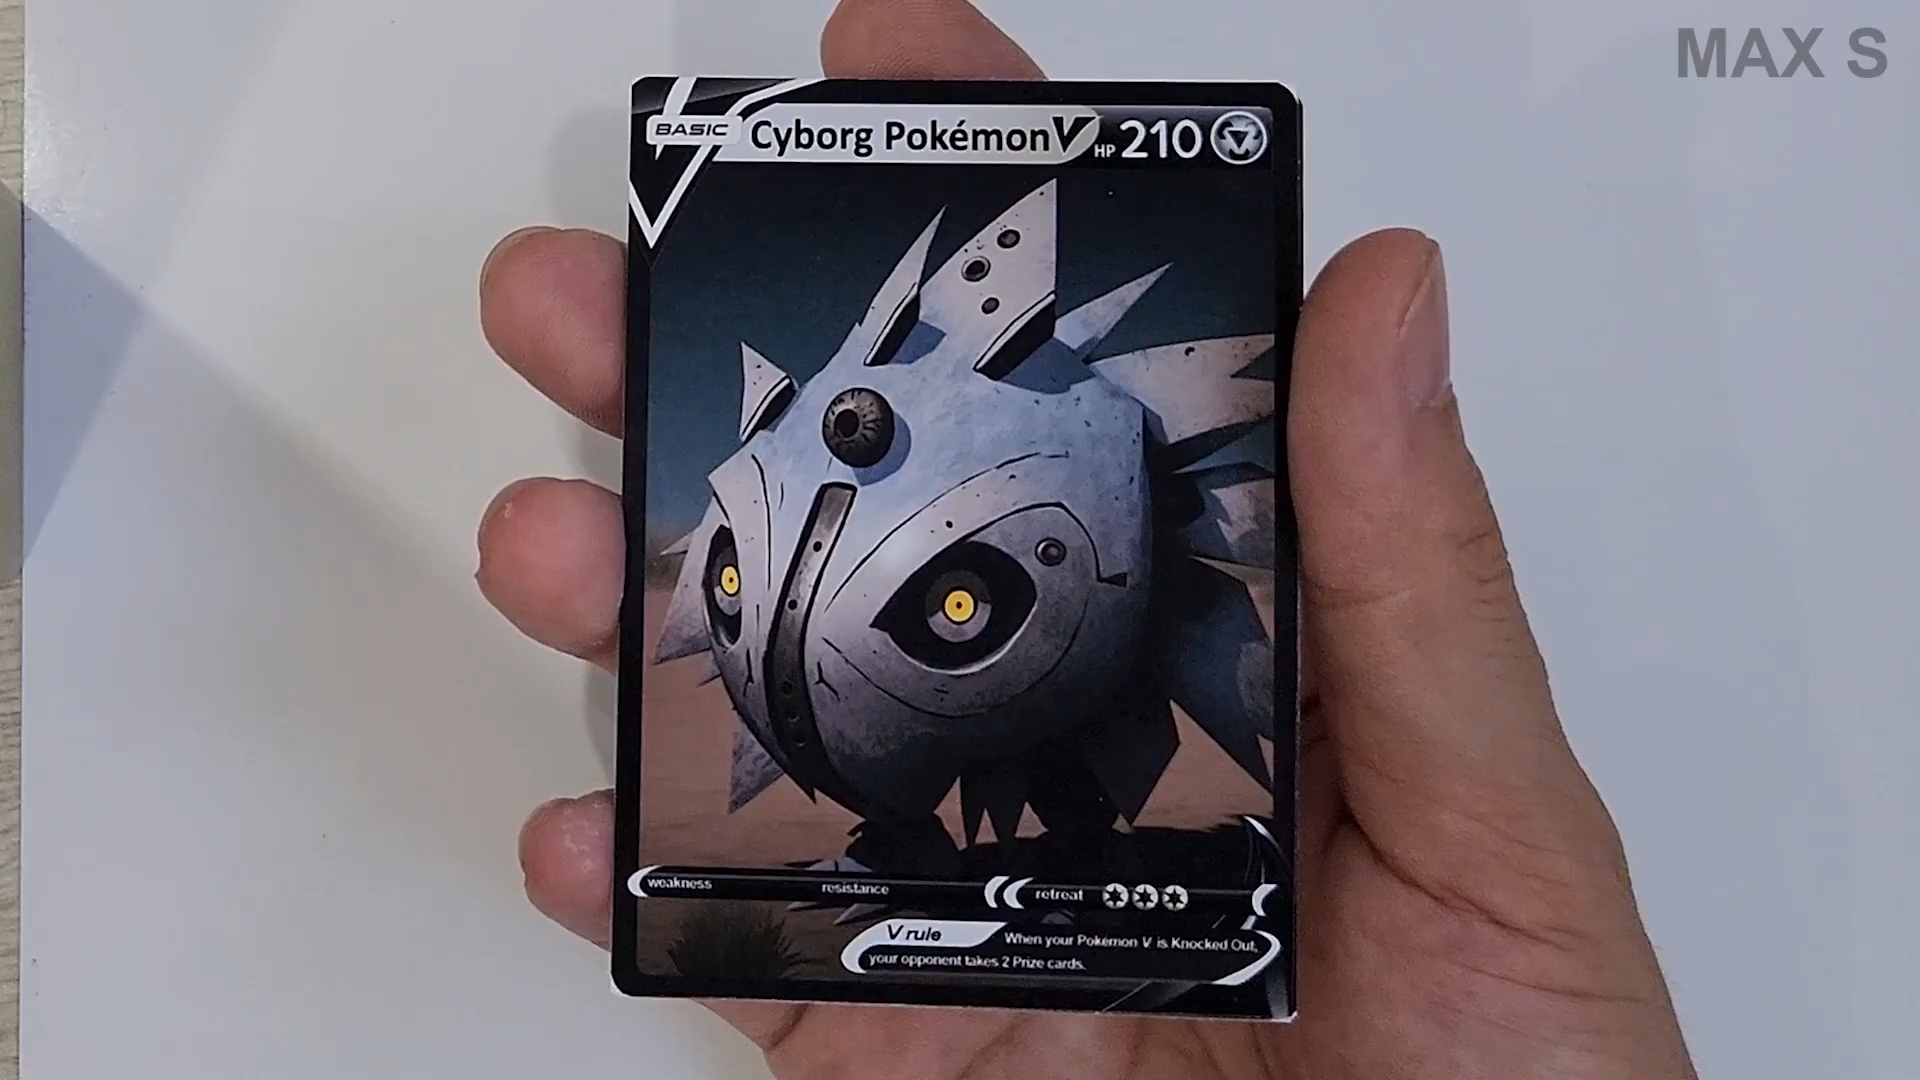 MAX S
BASIC Cyborg Pokémon V HP 210
weakness resistance retreat
V rule When your Pokémon V is Knocked Out,
your opponent takes 2 Prize cards.